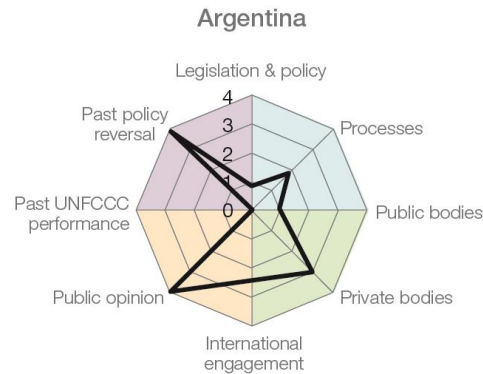 Argentina
Legislation & policy
Past policy
reversal
Processes
4
3
2
1
0
Past UNFCCC
performance
Public bodies
Public opinion
Private bodies
International
engagement